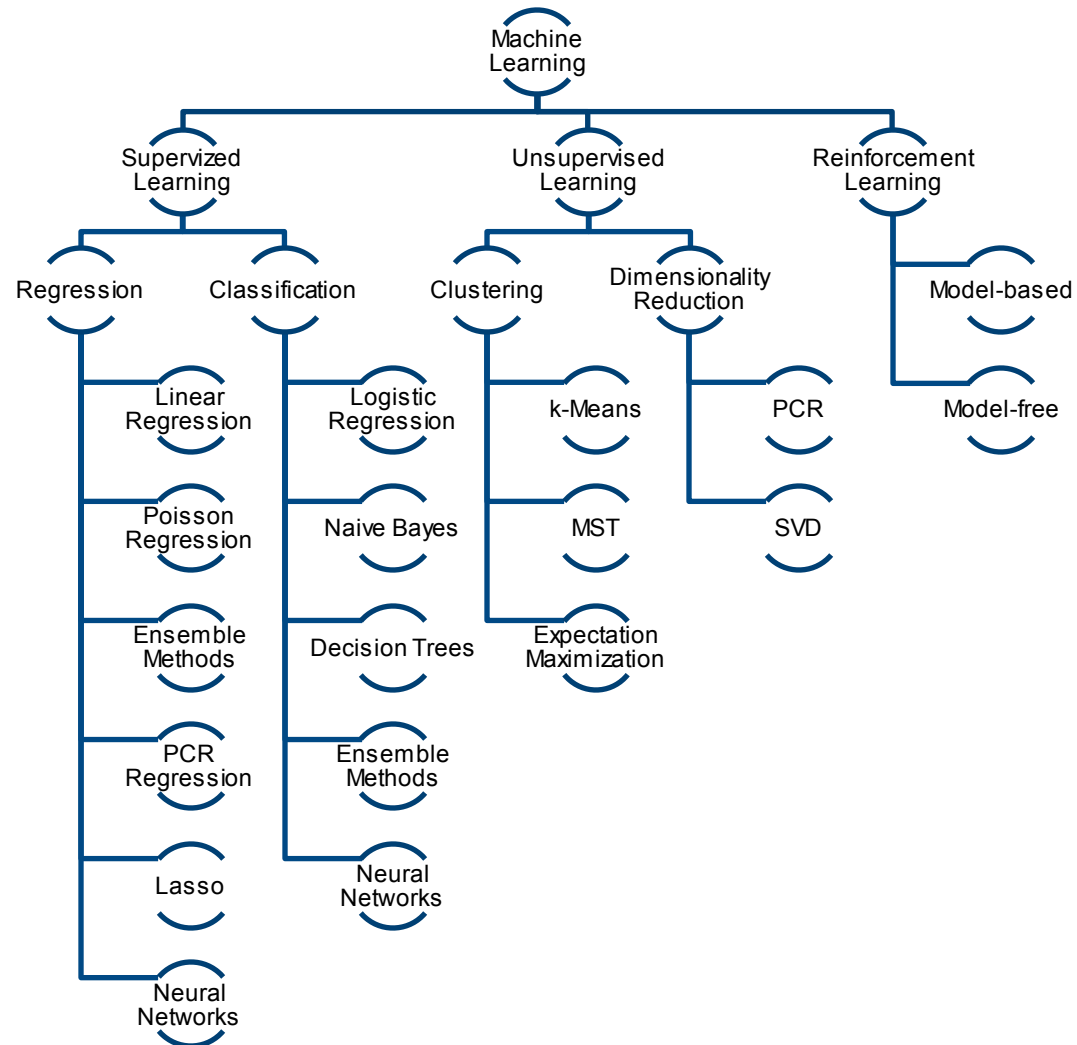 Machine
Learning
Supervized
Learning
Unsupervised
Learning
Reinforcement
Learning
Regression
Classification
Clustering
Dimensionality
Reduction
Model-based
Model-free
Linear
Regression
Poisson
Regression
Ensemble
Methods
PCR
Regression
Lasso
Neural
Networks
Logistic
Regression
Naive Bayes
Decision Trees
Ensemble
Methods
Neural
Networks
k-Means
MST
Expectation
Maximization
PCR
SVD